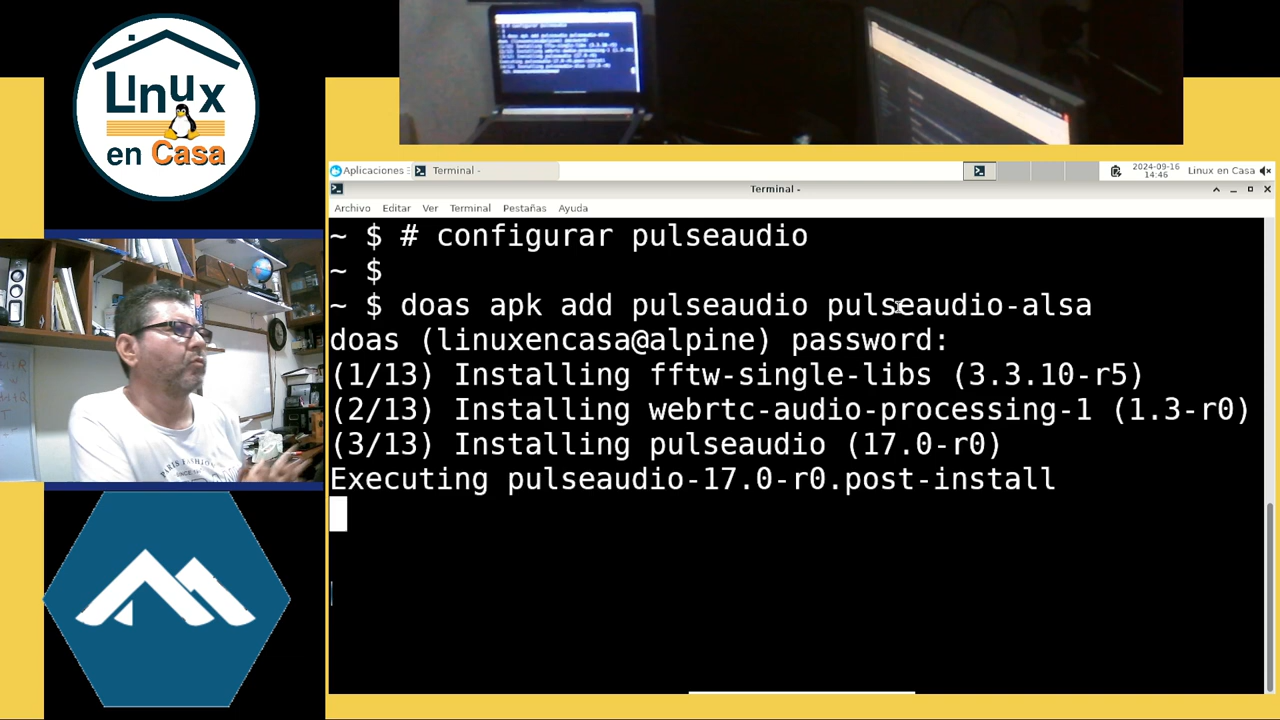 Linux
en Casa
Aplicaciones
Terminal -
2024-09-16
14:46
Linux en Casa
Terminal -
Archivo Editar Ver Terminal Pestañas Ayuda
~ $ # configurar pulseaudio
~ $
~ $ doas apk add pulseaudio pulseaudio-alsa
doas (linuxencasa@alpine) password:
(1/13) Installing fftw-single-libs (3.3.10-r5)
(2/13) Installing webrtc-audio-processing-1 (1.3-r0)
(3/13) Installing pulseaudio (17.0-r0)
Executing pulseaudio-17.0-r0.post-install